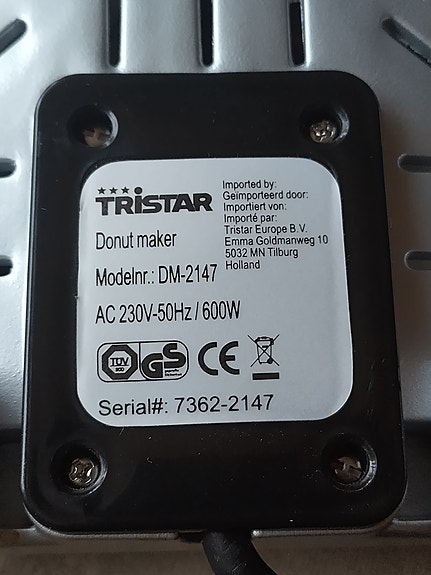 TRISTAR
Donut maker
Modelnr.: DM-2147
AC 230V-50Hz / 600W
Imported by:
Geïmporteerd door:
Importiert von:
Importé par:
Tristar Europe B.V.
Emma Goldmanweg 10
5032 MN Tilburg
Holland
TÜV
GS
CE
Serial#: 7362-2147